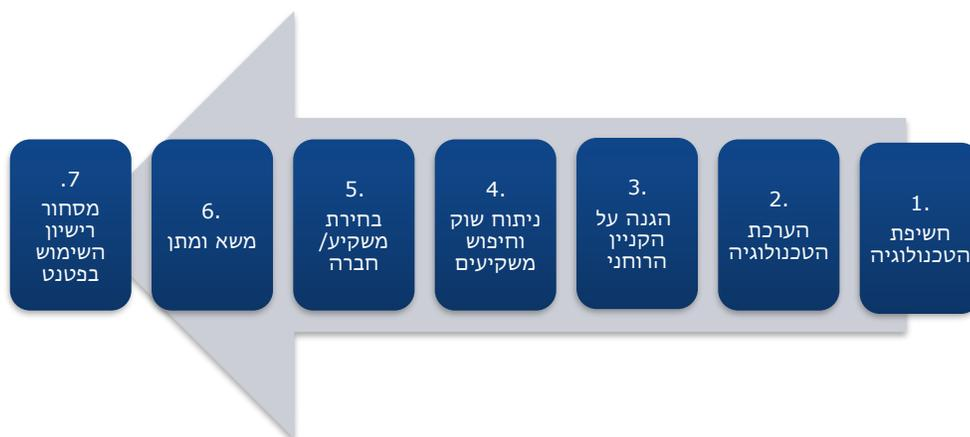 1.
חשיפת
הטכנולוגיה
2.
הערכת
הטכנולוגיה
3.
הגנה על
הקניין
הרוחני
4.
ניתוח שוק
וחיפוש
משקיעים
5.
בחירת
משקיע/
חברה
6.
משא ומתן
7.
מסחור
רישיון
השימוש
בפטנט